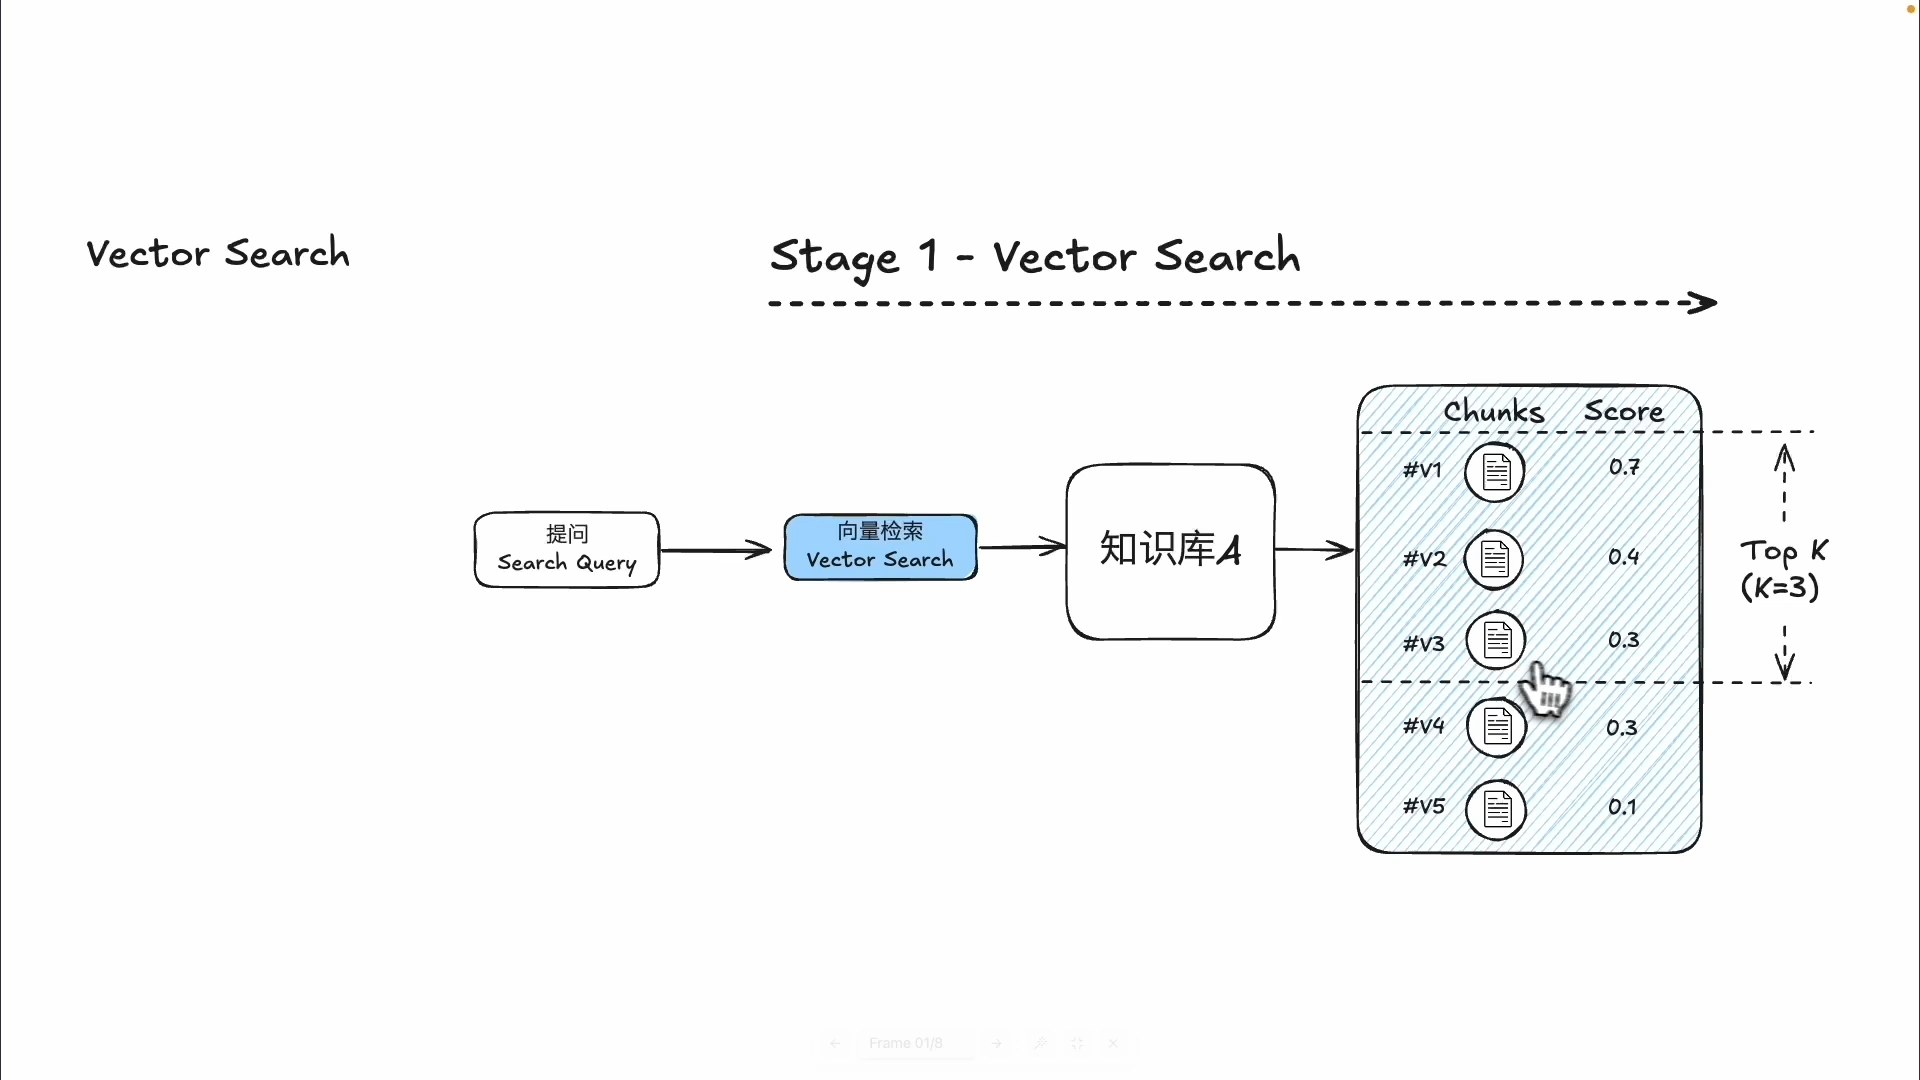 Vector Search
Stage 1 - Vector Search
提问
Search Query
向量检索
Vector Search
知识库A
Chunks Score
#V1 0.7
#V2 0.4
#V3 0.3
#V4 0.3
#V5 0.1
Top K
(K=3)
Frame 01/8